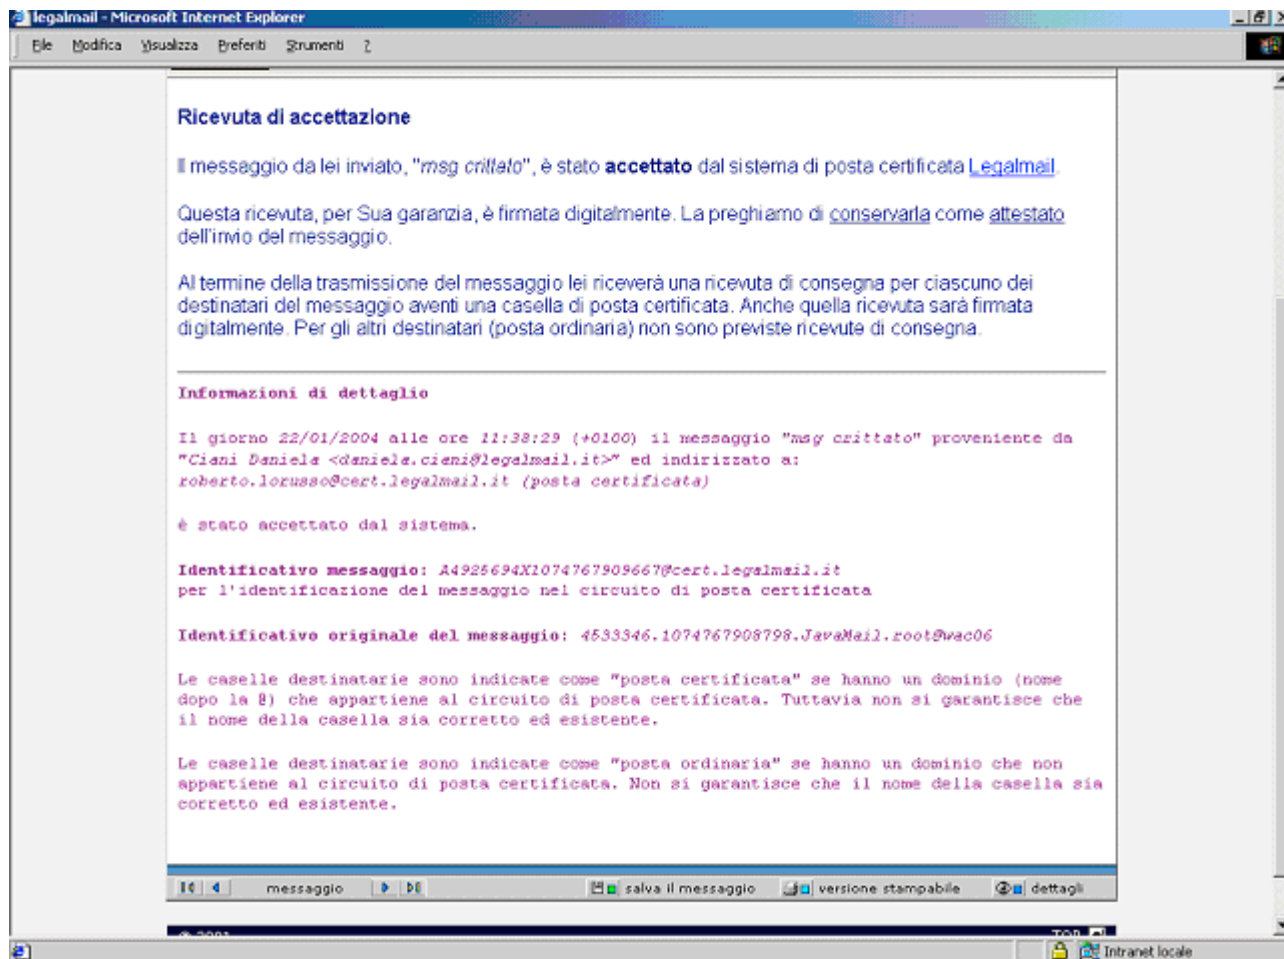 legalmail - Microsoft Internet Explorer
File Modifica Visualizza Preferiti Strumenti ?
Ricevuta di accettazione
Il messaggio da lei inviato, "msg crittato", è stato accettato dal sistema di posta certificata Legalmail.
Questa ricevuta, per Sua garanzia, è firmata digitalmente. La preghiamo di conservarla come attestato
dell'invio del messaggio.
Al termine della trasmissione del messaggio lei riceverà una ricevuta di consegna per ciascuno dei
destinatari del messaggio aventi una casella di posta certificata. Anche quella ricevuta sarà firmata
digitalmente. Per gli altri destinatari (posta ordinaria) non sono previste ricevute di consegna.
Informazioni di dettaglio
Il giorno 22/01/2004 alle ore 11:38:29 (+0100) il messaggio "msg crittato" proveniente da
"Ciani Daniela <daniela.ciani@legalmail.it>" ed indirizzato a:
roberto.lorusso@cert.legalmail.it (posta certificata)
è stato accettato dal sistema.
Identificativo messaggio: A4925694X1074767909667@cert.legalmail.it
per l'identificazione del messaggio nel circuito di posta certificata
Identificativo originale del messaggio: 4533346.1074767908798.JavaMail.root@wac06
Le caselle destinatarie sono indicate come "posta certificata" se hanno un dominio (nome
dopo la @) che appartiene al circuito di posta certificata. Tuttavia non si garantisce che
il nome della casella sia corretto ed esistente.
Le caselle destinatarie sono indicate come "posta ordinaria" se hanno un dominio che non
appartiene al circuito di posta certificata. Non si garantisce che il nome della casella sia
corretto ed esistente.
messaggio salva il messaggio versione stampabile dettagli
© 2001 TOP
Intranet locale